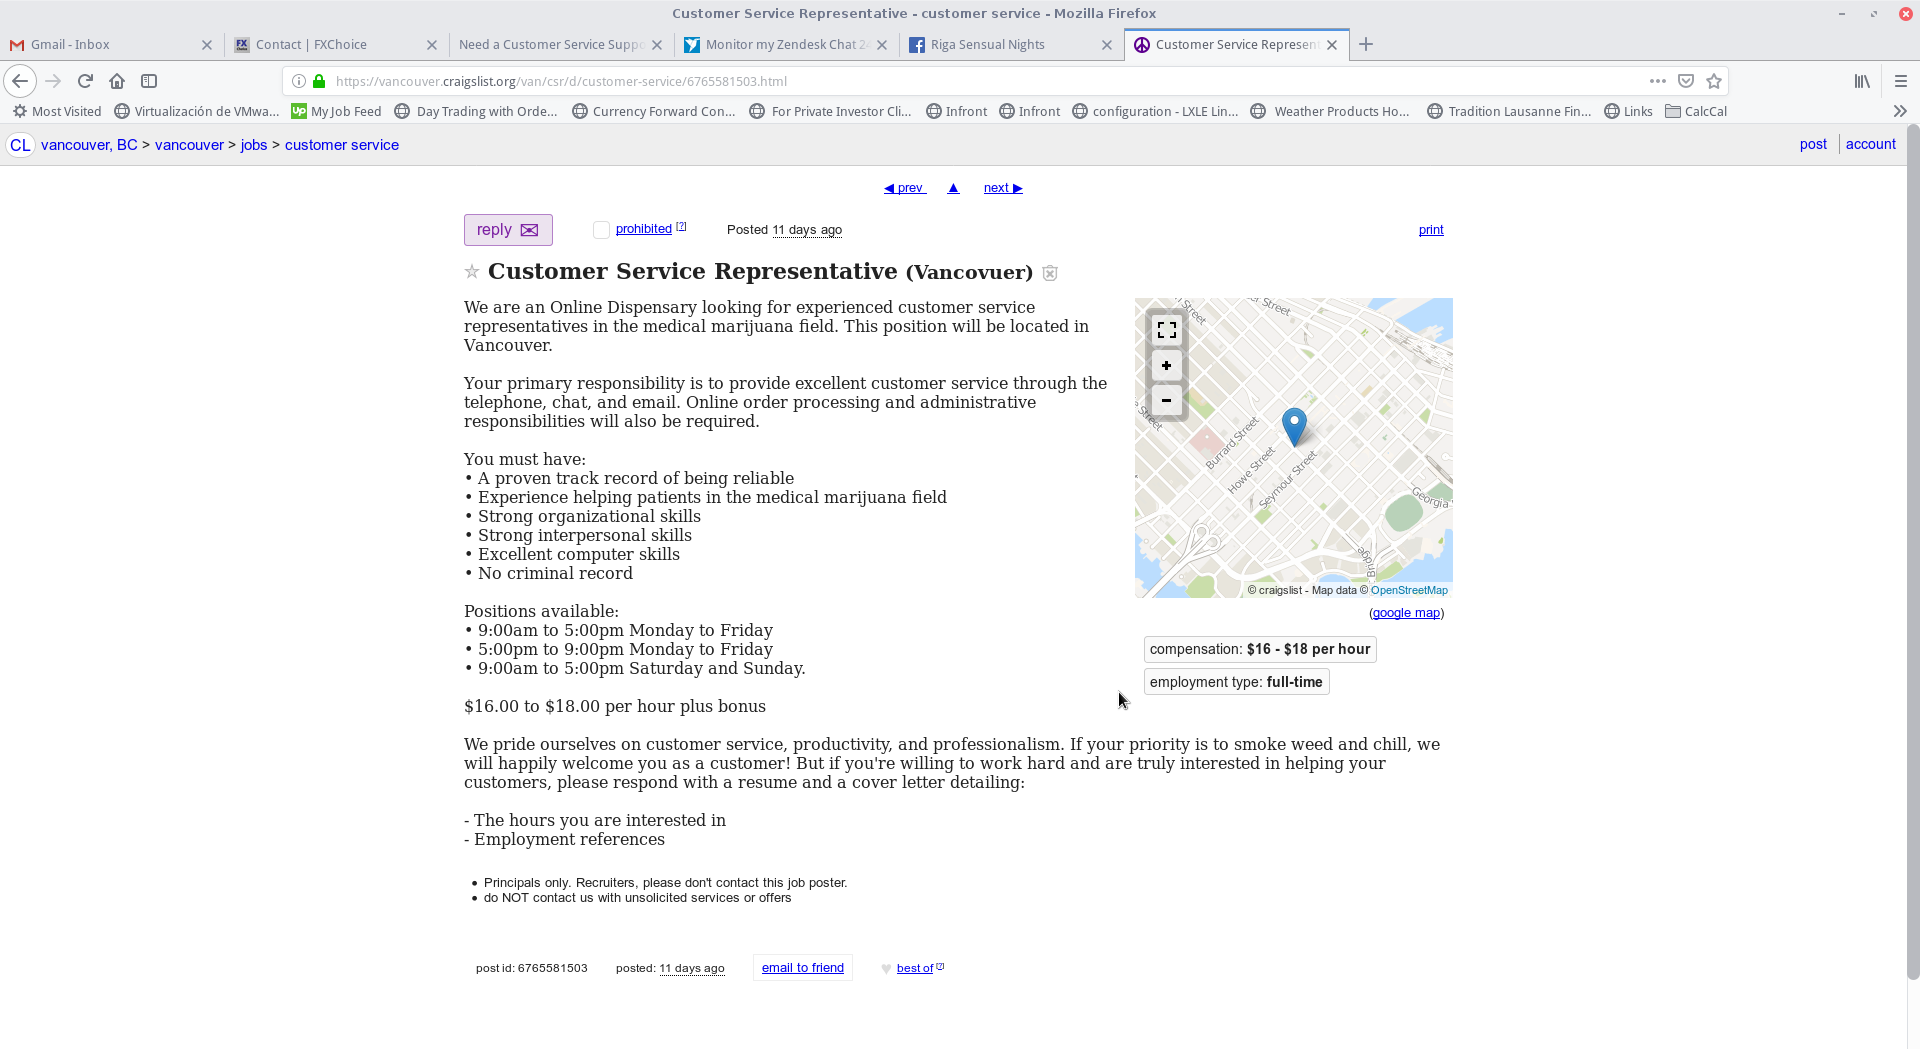 Customer Service Representative - customer service - Mozilla Firefox
Gmail - Inbox
Contact | FXChoice
Need a Customer Service Supp
Monitor my Zendesk Chat 24
Riga Sensual Nights
Customer Service Represent
https://vancouver.craigslist.org/van/csr/d/customer-service/6765581503.html
Most Visited
Virtualización de VMwa...
Up My Job Feed
Day Trading with Orde...
Currency Forward Con...
For Private Investor Cli...
Infront
Infront
configuration - LXLE Lin...
Weather Products Ho...
Tradition Lausanne Fin...
Links
CalcCal
CL vancouver, BC > vancouver > jobs > customer service
post account
◀ prev ▲ next ▶
reply
prohibited [?]
Posted 11 days ago
print
☆ Customer Service Representative (Vancovuer)
We are an Online Dispensary looking for experienced customer service
representatives in the medical marijuana field. This position will be located in
Vancouver.
Your primary responsibility is to provide excellent customer service through the
telephone, chat, and email. Online order processing and administrative
responsibilities will also be required.
You must have:
• A proven track record of being reliable
• Experience helping patients in the medical marijuana field
• Strong organizational skills
• Strong interpersonal skills
• Excellent computer skills
• No criminal record
Positions available:
• 9:00am to 5:00pm Monday to Friday
• 5:00pm to 9:00pm Monday to Friday
• 9:00am to 5:00pm Saturday and Sunday.
$16.00 to $18.00 per hour plus bonus
We pride ourselves on customer service, productivity, and professionalism. If your priority is to smoke weed and chill, we
will happily welcome you as a customer! But if you're willing to work hard and are truly interested in helping your
customers, please respond with a resume and a cover letter detailing:
- The hours you are interested in
- Employment references
• Principals only. Recruiters, please don't contact this job poster.
• do NOT contact us with unsolicited services or offers
post id: 6765581503
posted: 11 days ago
email to friend
♥ best of [?]
Street
Street
Street
+
-
Burrard Street
Howe Street
Seymour Street
Georgia
© craigslist - Map data © OpenStreetMap
(google map)
compensation: $16 - $18 per hour
employment type: full-time